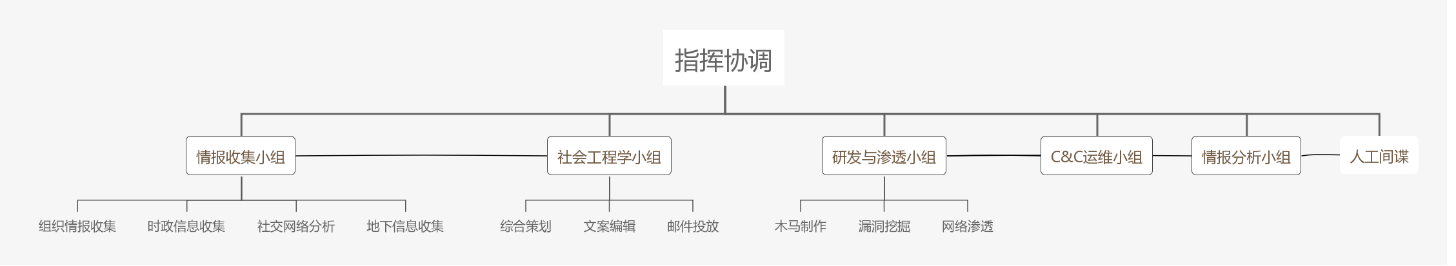 指挥协调
情报收集小组
社会工程学小组
研发与渗透小组
C&C运维小组
情报分析小组
人工间谍
组织情报收集
时政信息收集
社交网络分析
地下信息收集
综合策划
文案编辑
邮件投放
木马制作
漏洞挖掘
网络渗透